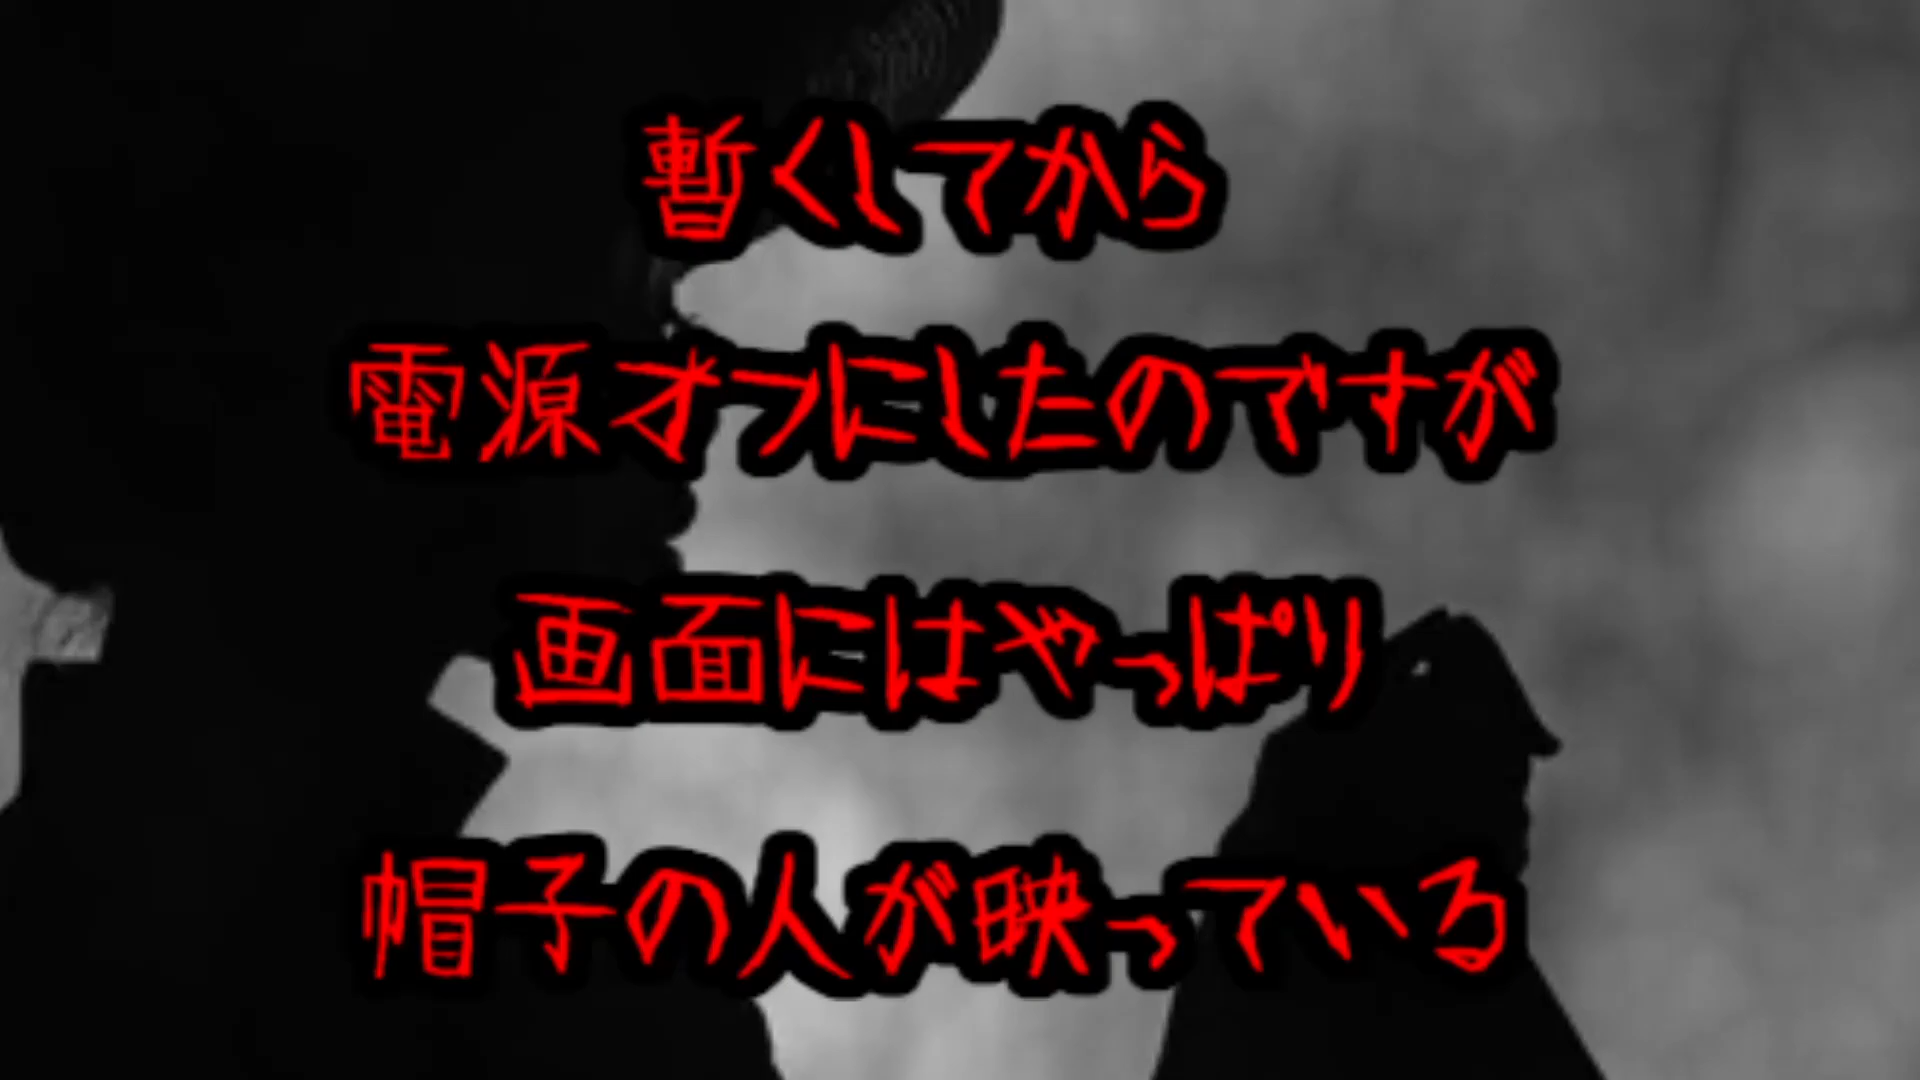 暫くしてから
電源オフにしたのですが
画面にはやっぱり
帽子の人が映っている